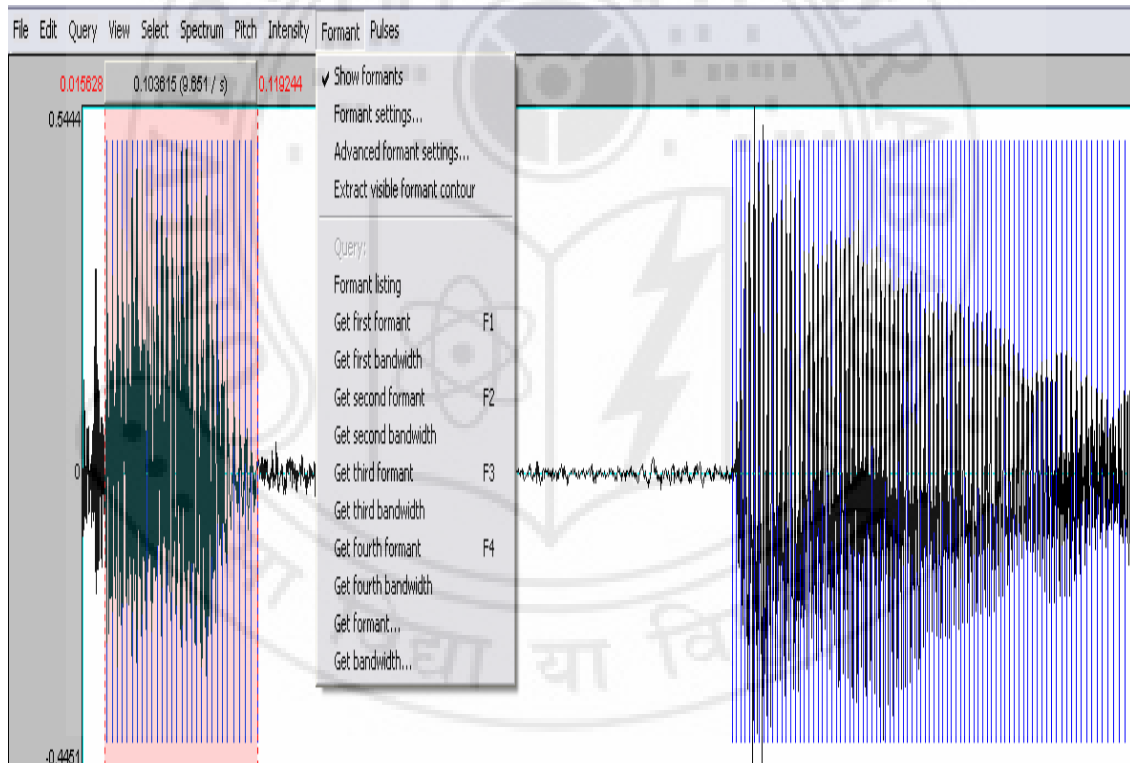 File Edit Query View Select Spectrum Pitch Intensity Formant Pulses
0.015628 0.103615 (9.651 / s) 0.119244
0.5444
0
-0.4451
✓ Show formants
Formant settings...
Advanced formant settings...
Extract visible formant contour
Query:
Formant listing
Get first formant F1
Get first bandwidth
Get second formant F2
Get second bandwidth
Get third formant F3
Get third bandwidth
Get fourth formant F4
Get fourth bandwidth
Get formant...
Get bandwidth...
या वि